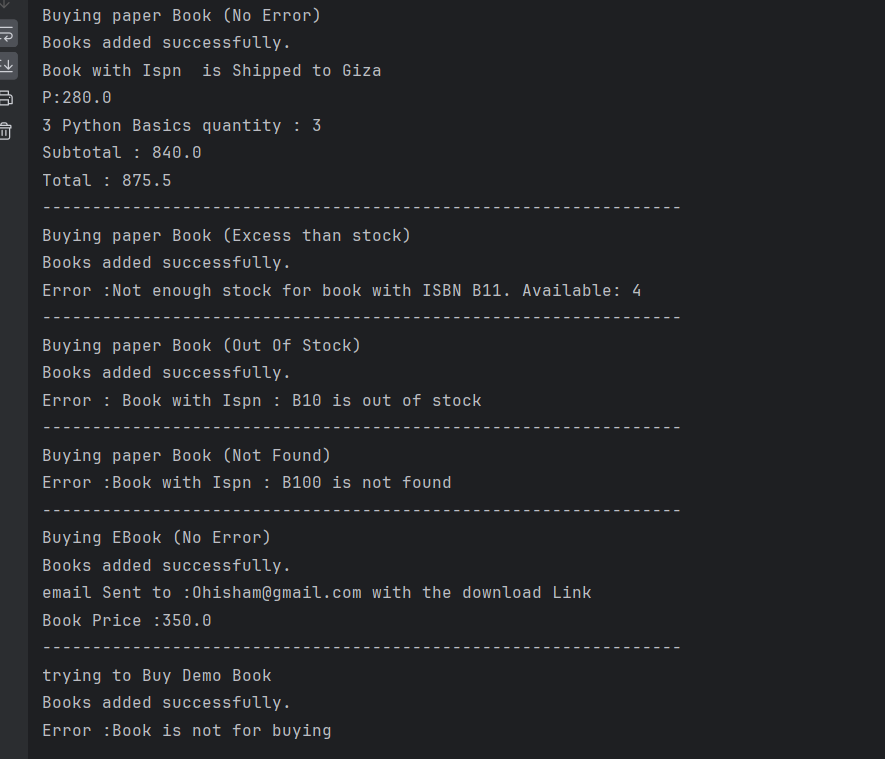 Buying paper Book (No Error)
Books added successfully.
Book with Ispn  is Shipped to Giza
P:280.0
3 Python Basics quantity : 3
Subtotal : 840.0
Total : 875.5
----------------------------------------------------------------
Buying paper Book (Excess than stock)
Books added successfully.
Error :Not enough stock for book with ISBN B11. Available: 4
----------------------------------------------------------------
Buying paper Book (Out Of Stock)
Books added successfully.
Error : Book with Ispn : B10 is out of stock
----------------------------------------------------------------
Buying paper Book (Not Found)
Error :Book with Ispn : B100 is not found
----------------------------------------------------------------
Buying EBook (No Error)
Books added successfully.
email Sent to :Ohisham@gmail.com with the download Link
Book Price :350.0
----------------------------------------------------------------
trying to Buy Demo Book
Books added successfully.
Error :Book is not for buying